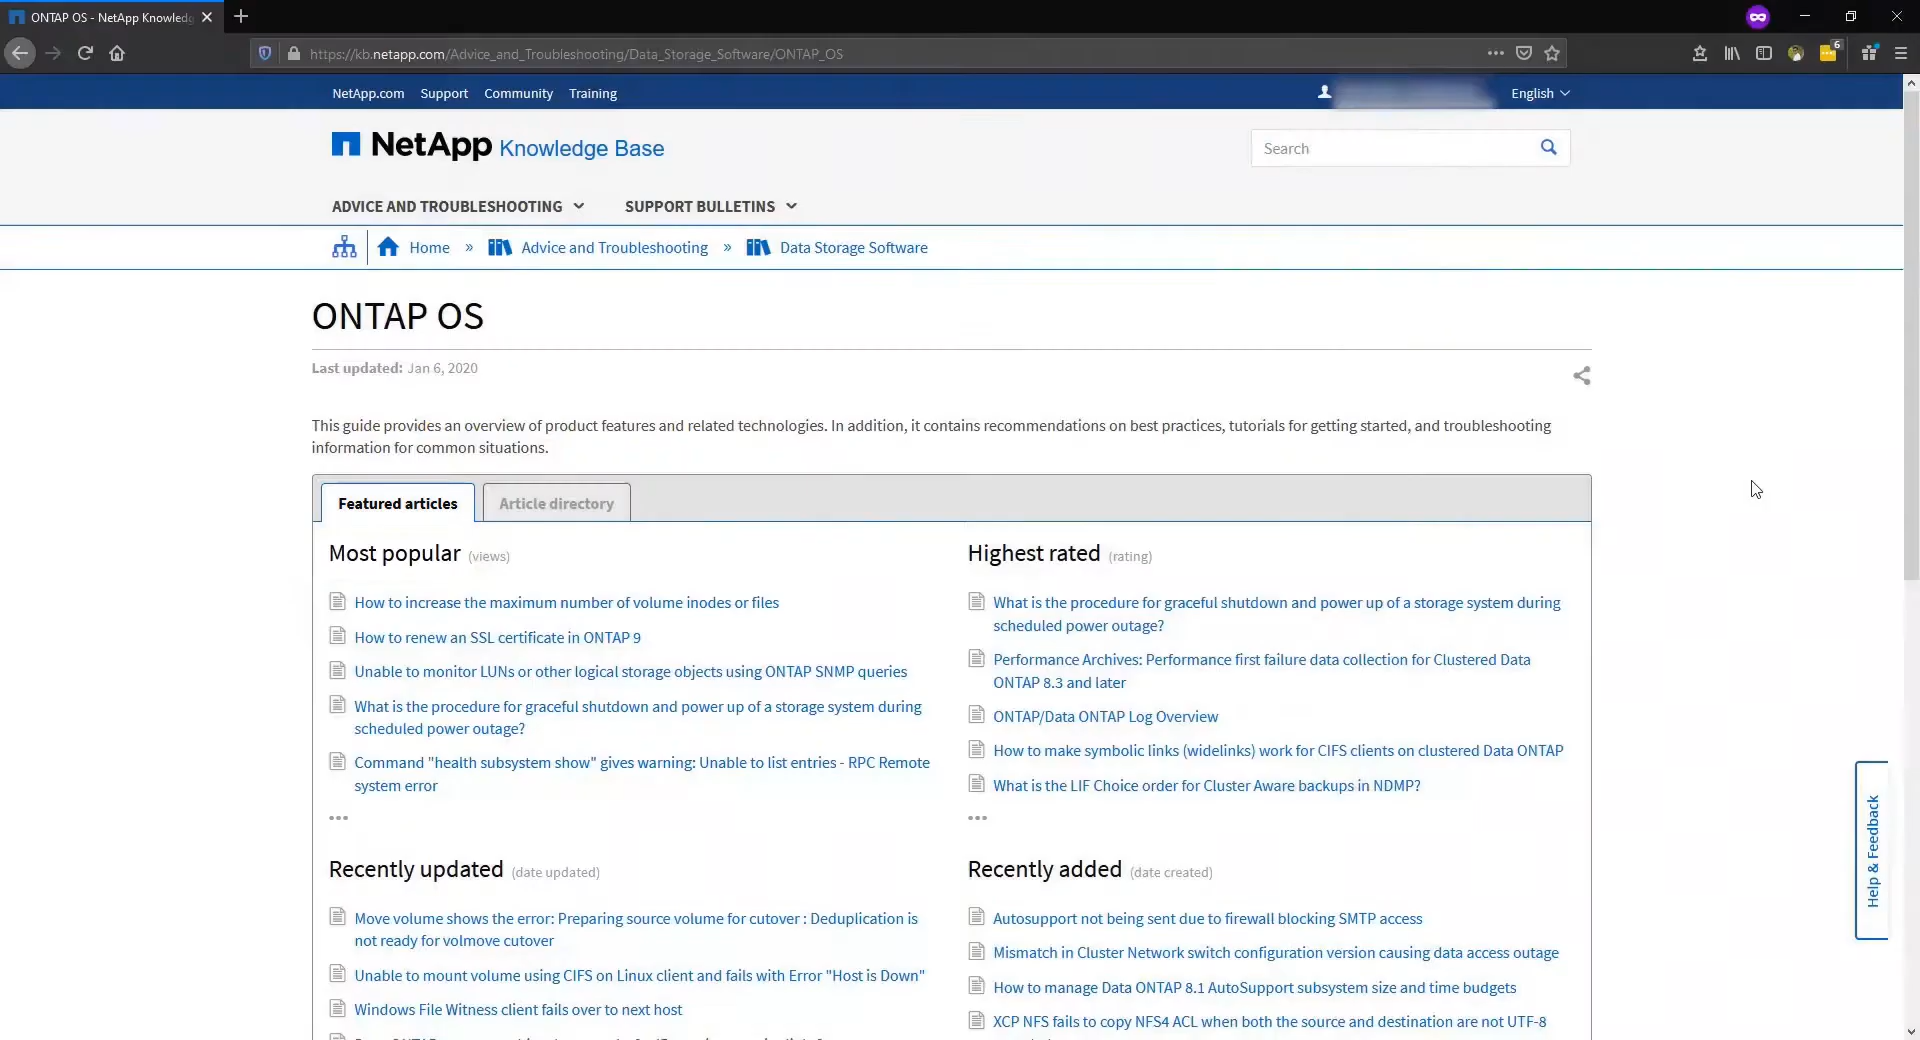 ONTAP OS - NetApp Knowledg
https://kb.netapp.com/Advice_and_Troubleshooting/Data_Storage_Software/ONTAP_OS
6
NetApp.com Support Community Training
English
NetApp Knowledge Base
Search
ADVICE AND TROUBLESHOOTING SUPPORT BULLETINS
Home » Advice and Troubleshooting » Data Storage Software
ONTAP OS
Last updated: Jan 6, 2020
This guide provides an overview of product features and related technologies. In addition, it contains recommendations on best practices, tutorials for getting started, and troubleshooting
information for common situations.
Featured articles Article directory
Most popular (views)
How to increase the maximum number of volume inodes or files
How to renew an SSL certificate in ONTAP 9
Unable to monitor LUNs or other logical storage objects using ONTAP SNMP queries
What is the procedure for graceful shutdown and power up of a storage system during
scheduled power outage?
Command "health subsystem show" gives warning: Unable to list entries - RPC Remote
system error
•••
Highest rated (rating)
What is the procedure for graceful shutdown and power up of a storage system during
scheduled power outage?
Performance Archives: Performance first failure data collection for Clustered Data
ONTAP 8.3 and later
ONTAP/Data ONTAP Log Overview
How to make symbolic links (widelinks) work for CIFS clients on clustered Data ONTAP
What is the LIF Choice order for Cluster Aware backups in NDMP?
•••
Recently updated (date updated)
Move volume shows the error: Preparing source volume for cutover : Deduplication is
not ready for volmove cutover
Unable to mount volume using CIFS on Linux client and fails with Error "Host is Down"
Windows File Witness client fails over to next host
Recently added (date created)
Autosupport not being sent due to firewall blocking SMTP access
Mismatch in Cluster Network switch configuration version causing data access outage
How to manage Data ONTAP 8.1 AutoSupport subsystem size and time budgets
XCP NFS fails to copy NFS4 ACL when both the source and destination are not UTF-8
Help & Feedback